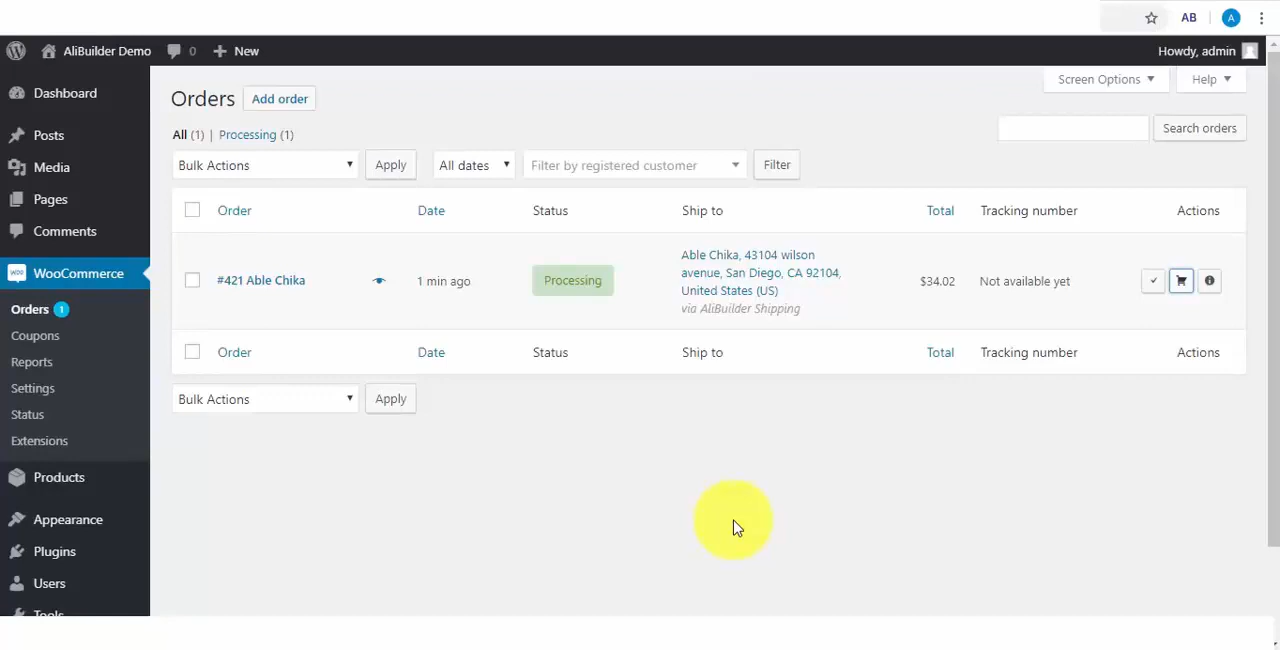 AB
A
AliBuilder Demo 0 New Howdy, admin
Screen Options Help
Dashboard
Posts
Media
Pages
Comments
WooCommerce
Orders 1
Coupons
Reports
Settings
Status
Extensions
Products
Appearance
Plugins
Users
Tools
Orders Add order
All (1) | Processing (1)
Search orders
Bulk Actions Apply All dates Filter by registered customer Filter
Order Date Status Ship to Total Tracking number Actions
#421 Able Chika 1 min ago Processing
Able Chika, 43104 wilson
avenue, San Diego, CA 92104,
United States (US)
via AliBuilder Shipping
$34.02 Not available yet
Order Date Status Ship to Total Tracking number Actions
Bulk Actions Apply